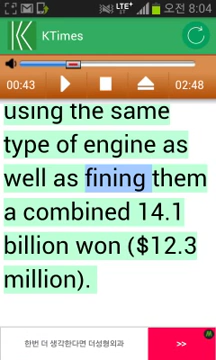 LTE 오전 8:04
KTimes
00:43
02:48
using the same
type of engine as
well as fining them
a combined 14.1
billion won ($12.3
million).
한번 더 생각한다면 더성형외과
>>